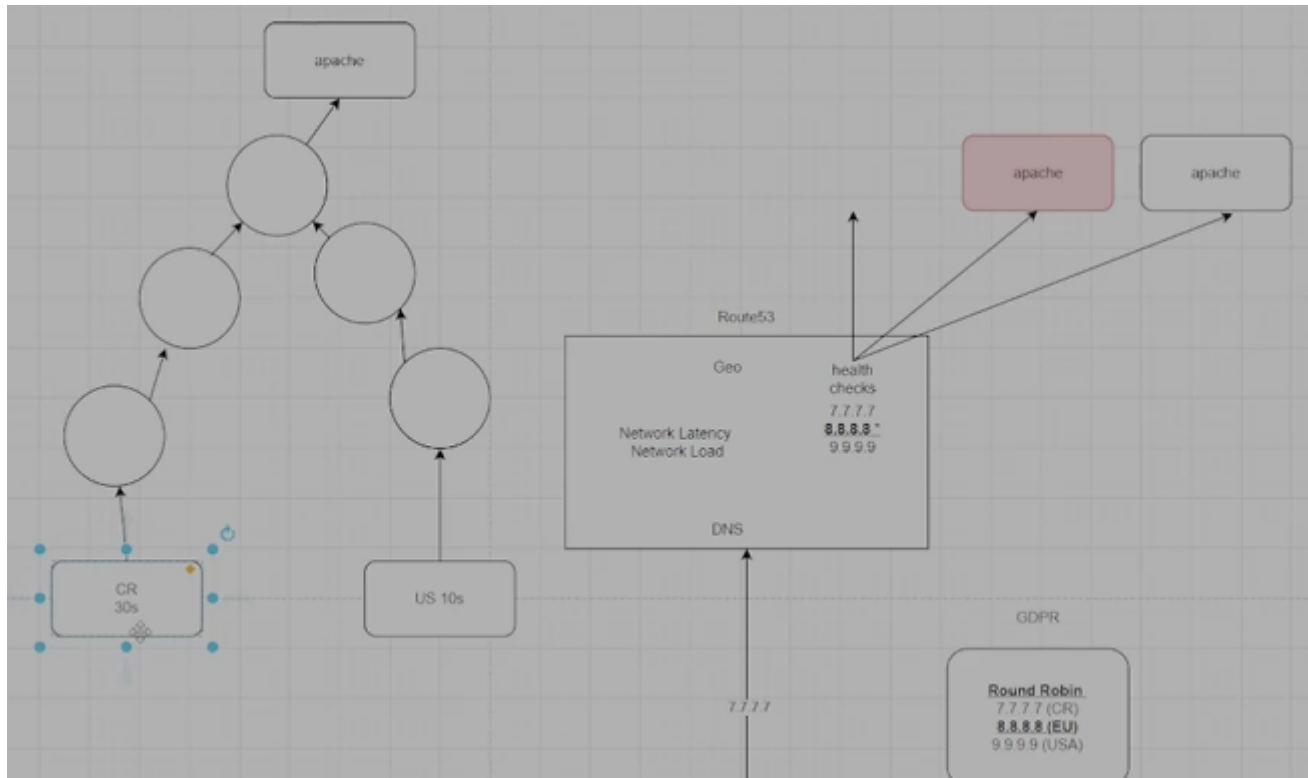 apache
apache
apache
Route53
Geo
health
checks
7.7.7.7
8.8.8.8 *
9.9.9.9
Network Latency
Network Load
DNS
CR
30s
US 10s
GDPR
Round Robin
7.7.7.7 (CR)
8.8.8.8 (EU)
9.9.9.9 (USA)
7.7.7.7